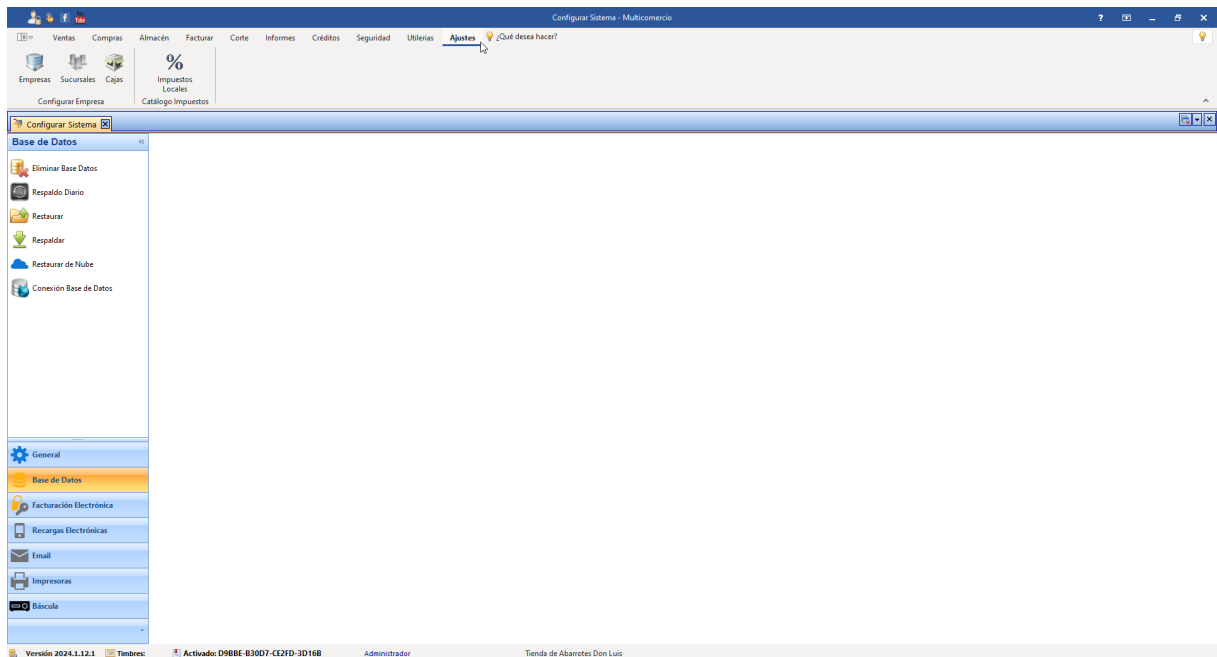 Configurar Sistema - Multicomercio
Ventas Compras Almacén Facturar Corte Informes Créditos Seguridad Utilerias Ajustes ¿Qué desea hacer?
Empresas Sucursales Cajas
Impuestos
Locales
Configurar Empresa
Catálogo Impuestos
Configurar Sistema
Base de Datos
Eliminar Base Datos
Respaldo Diario
Restaurar
Respaldar
Restaurar de Nube
Conexión Base de Datos
General
Base de Datos
Facturación Electrónica
Recargas Electrónicas
Email
Impresoras
Báscula
Versión 2024.1.12.1 Timbres: Activado: D9BBE-B30D7-CE2FD-3D16B Administrador Tienda de Abarrotes Don Luis